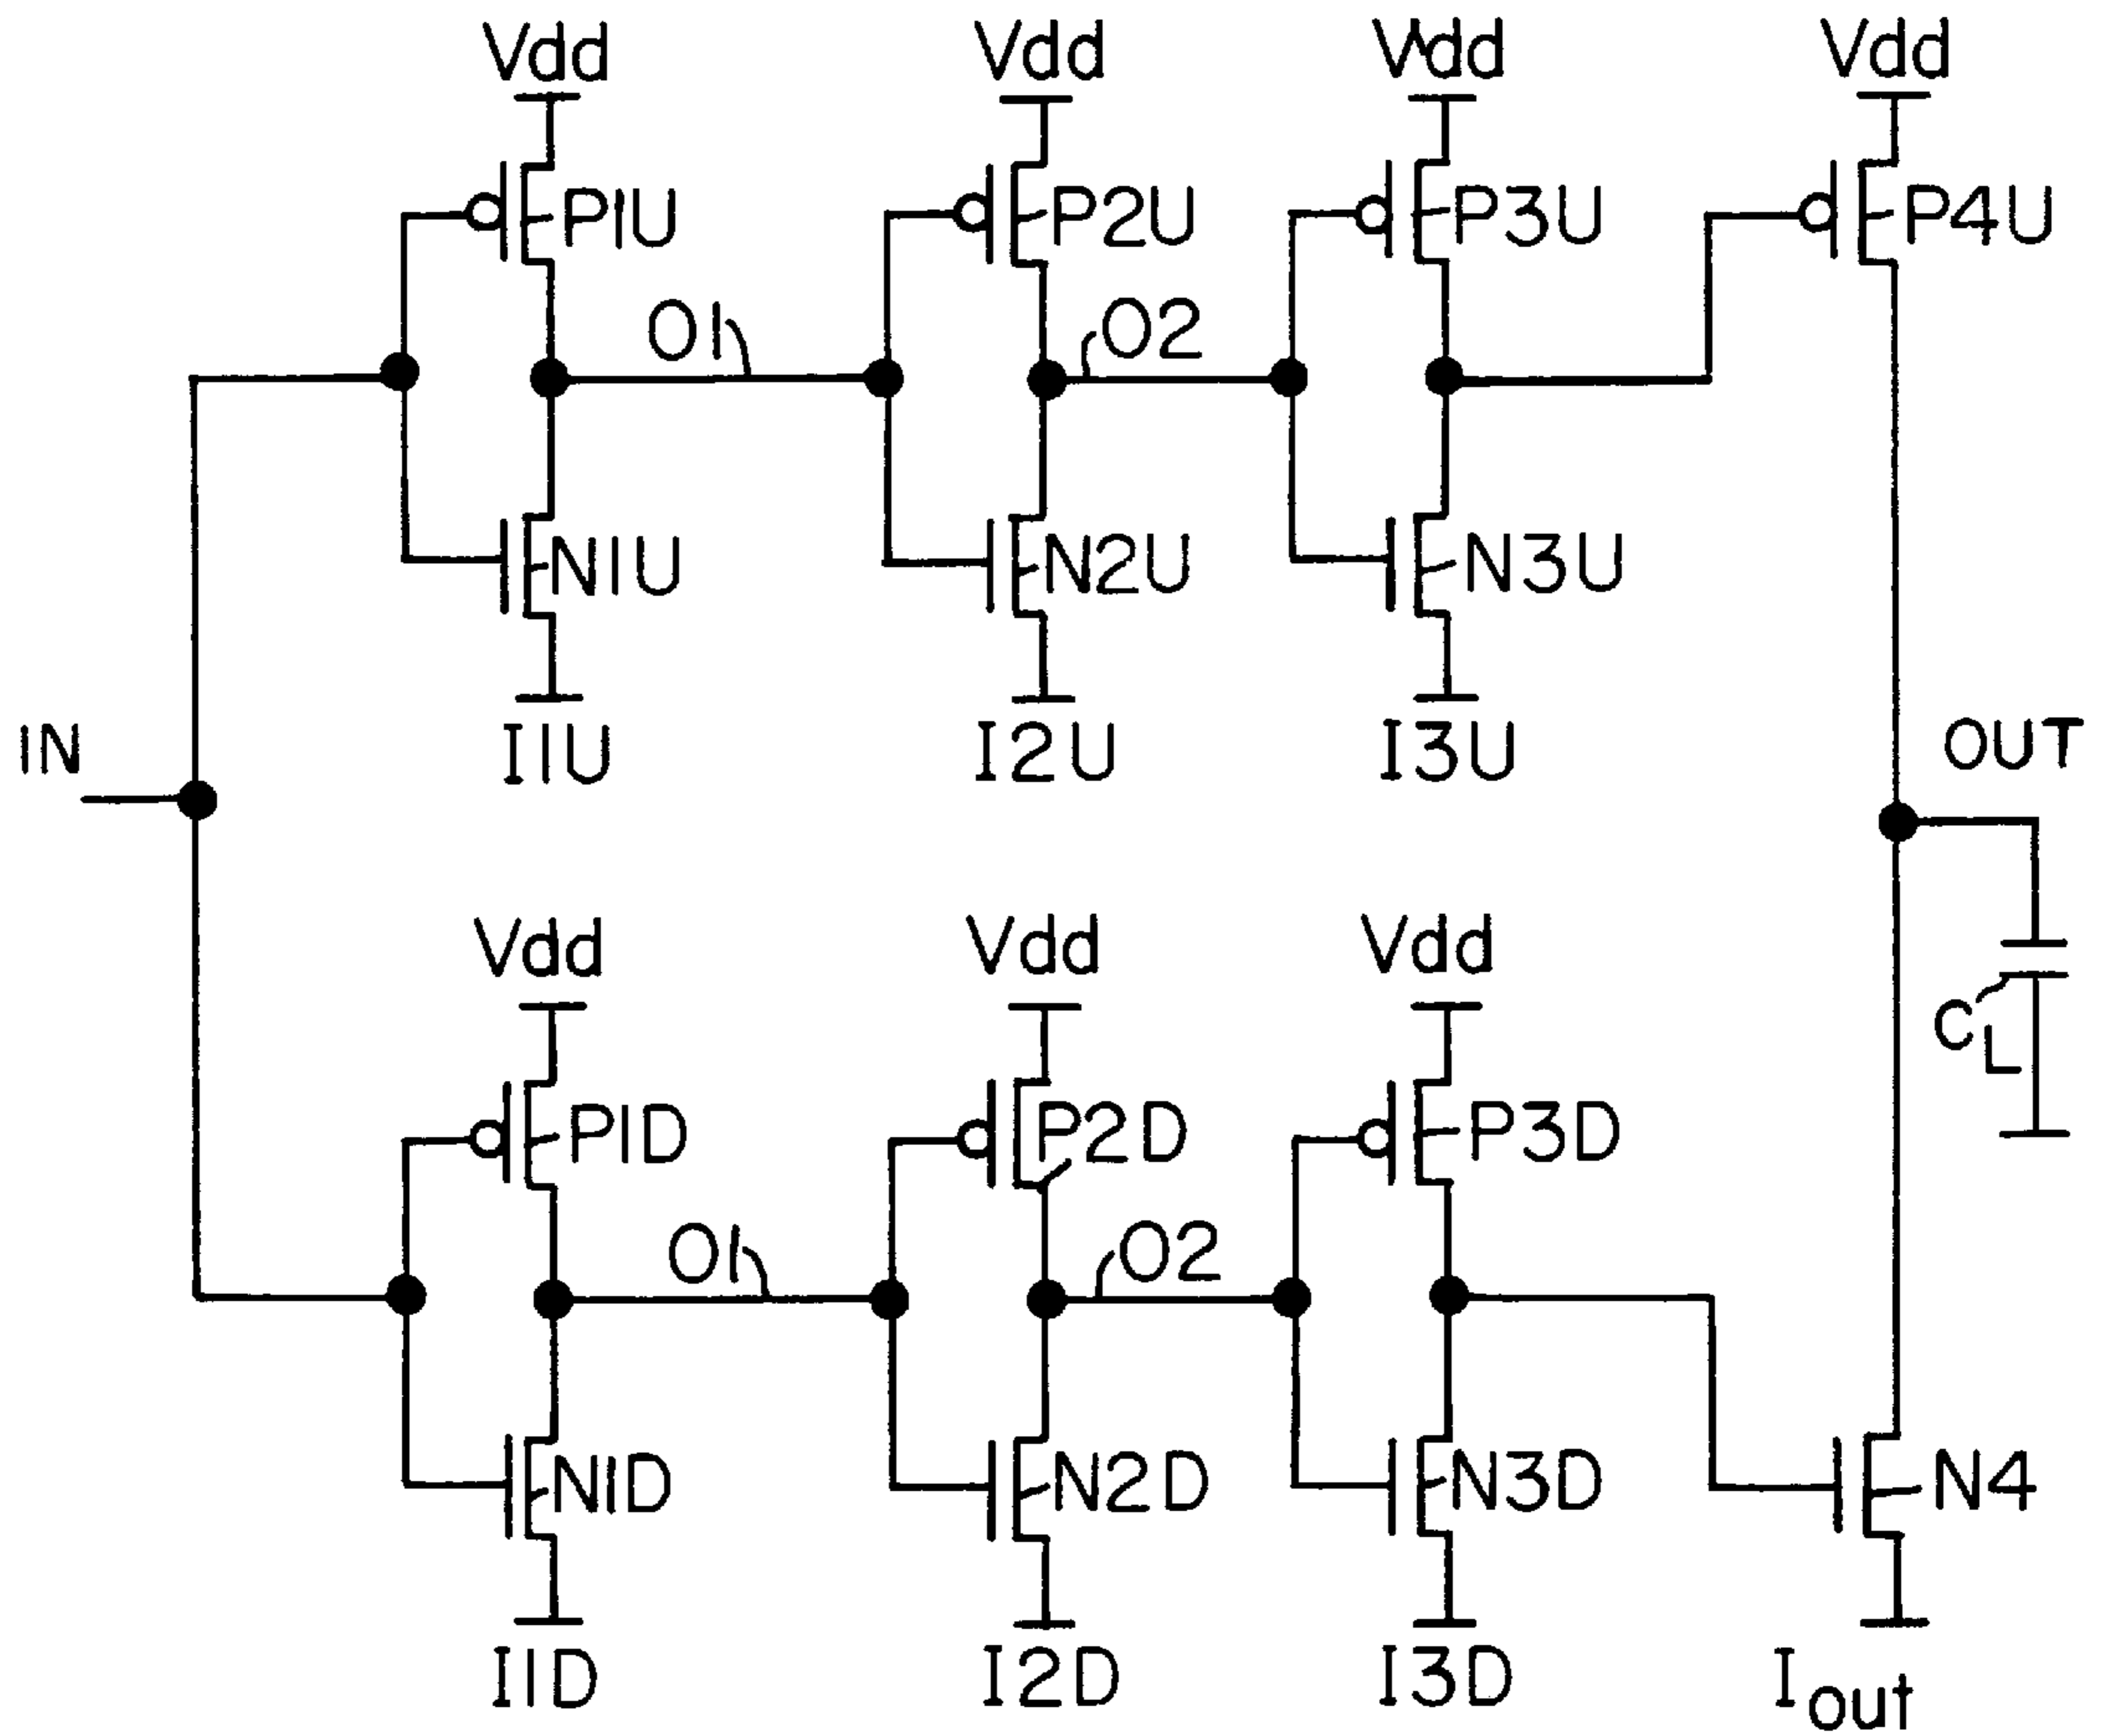 Vdd Vdd Vdd Vdd
P1U P2U P3U P4U
O1 O2
N1U N2U N3U
I1U I2U I3U
IN OUT
Vdd Vdd Vdd
CL
P1D P2D P3D
O1 O2
N1D N2D N3D N4
I1D I2D I3D Iout